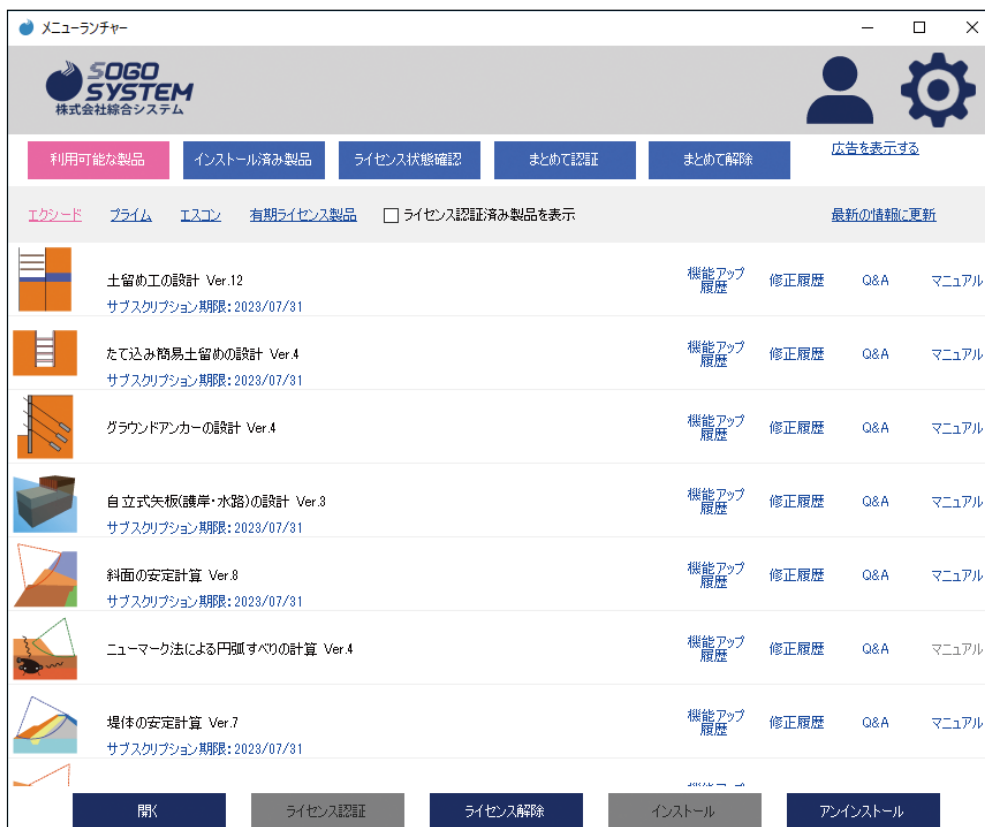 メニューランチャー
SOGO
SYSTEM
株式会社綜合システム
利用可能な製品 インストール済み製品 ライセンス状態確認 まとめて認証 まとめて解除 広告を表示する
エクシード プライム エスコン 有期ライセンス製品 ライセンス認証済み製品を表示 最新の情報に更新
土留め工の設計 Ver.12 機能アップ履歴 修正履歴 Q&A マニュアル
サブスクリプション期限:2023/07/31
たて込み簡易土留めの設計 Ver.4 機能アップ履歴 修正履歴 Q&A マニュアル
サブスクリプション期限:2023/07/31
グラウンドアンカーの設計 Ver.4 機能アップ履歴 修正履歴 Q&A マニュアル
自立式矢板(護岸・水路)の設計 Ver.3 機能アップ履歴 修正履歴 Q&A マニュアル
サブスクリプション期限:2023/07/31
斜面の安定計算 Ver.8 機能アップ履歴 修正履歴 Q&A マニュアル
サブスクリプション期限:2023/07/31
ニューマーク法による円弧すべりの計算 Ver.4 機能アップ履歴 修正履歴 Q&A マニュアル
堤体の安定計算 Ver.7 機能アップ履歴 修正履歴 Q&A マニュアル
サブスクリプション期限:2023/07/31
開く ライセンス認証 ライセンス解除 インストール アンインストール